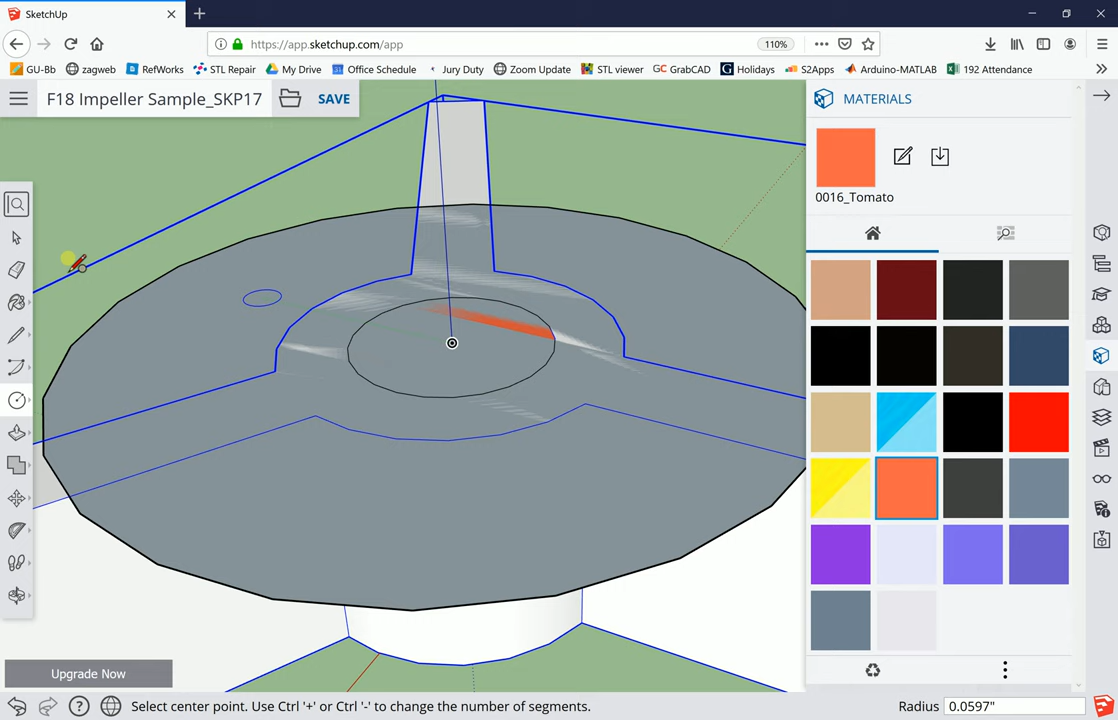 SketchUp
https://app.sketchup.com/app
110%
GU-Bb
zagweb
RefWorks
STL Repair
My Drive
Office Schedule
Jury Duty
Zoom Update
STL viewer
GC GrabCAD
Holidays
S2Apps
Arduino-MATLAB
192 Attendance
F18 Impeller Sample_SKP17
SAVE
MATERIALS
0016_Tomato
Upgrade Now
Select center point. Use Ctrl '+' or Ctrl '-' to change the number of segments.
Radius 0.0597"